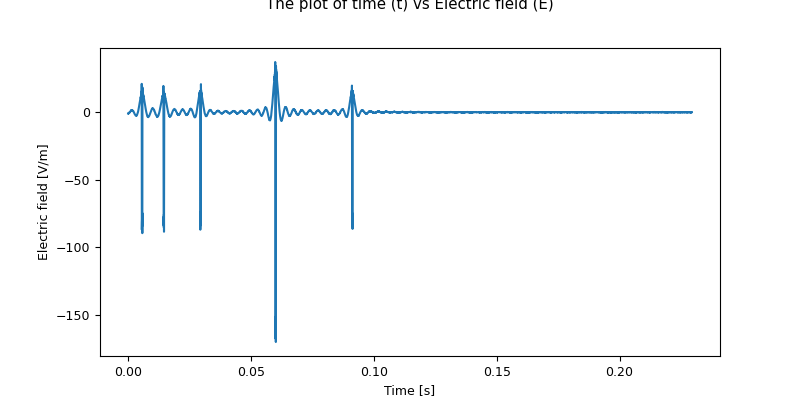 The plot of time (t) vs Electric field (E)
0
−50
−100
−150
Electric field [V/m]
0.00 0.05 0.10 0.15 0.20
Time [s]